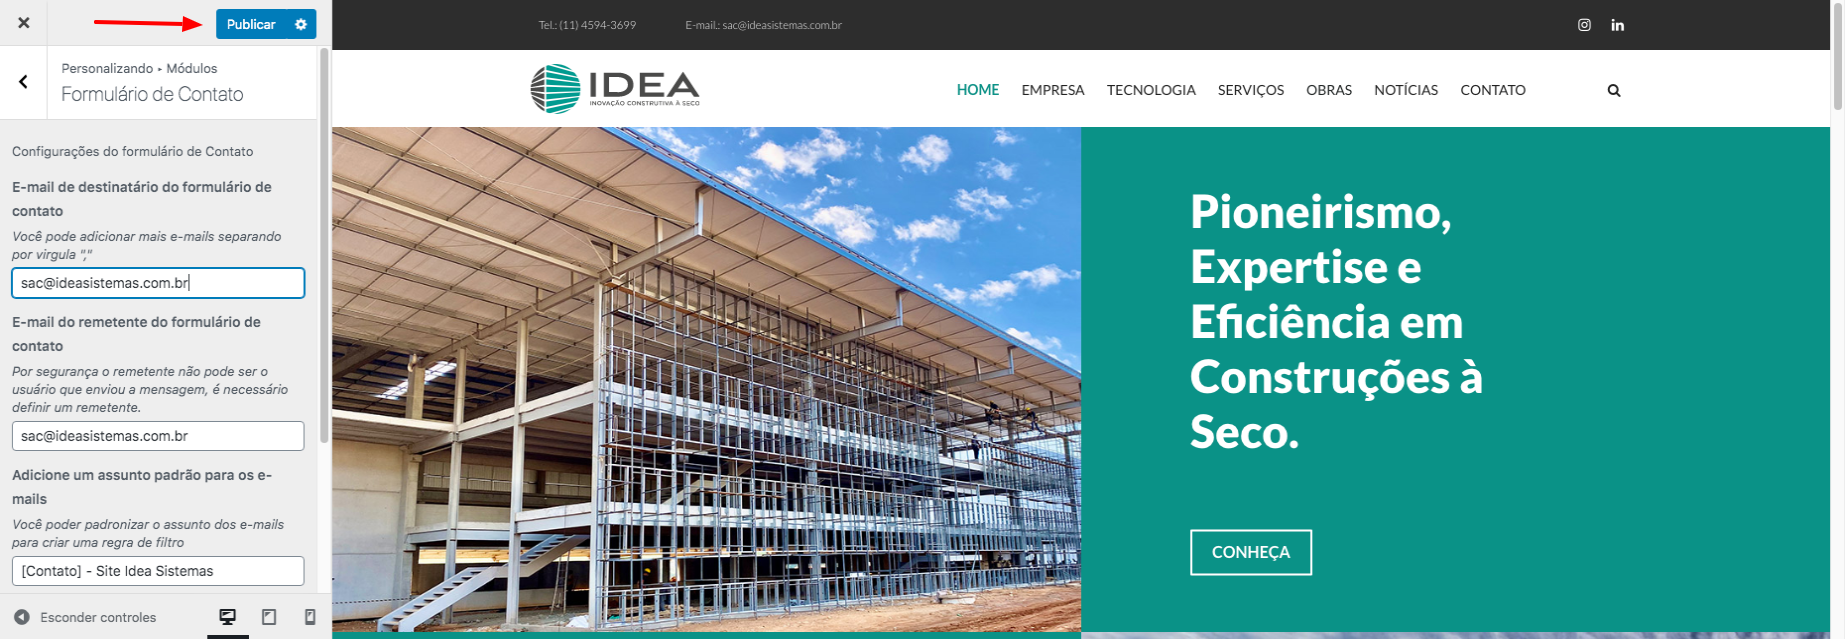 Publicar
Personalizando ▸ Módulos
Formulário de Contato
Configurações do formulário de Contato
E-mail de destinatário do formulário de
contato
Você pode adicionar mais e-mails separando
por virgula ","
sac@ideasistemas.com.br
E-mail do remetente do formulário de
contato
Por segurança o remetente não pode ser o
usuário que enviou a mensagem, é necessário
definir um remetente.
sac@ideasistemas.com.br
Adicione um assunto padrão para os e-
mails
Você poder padronizar o assunto dos e-mails
para criar uma regra de filtro
[Contato] - Site Idea Sistemas
Esconder controles
Tel.: (11) 4594-3699 E-mail.: sac@ideasistemas.com.br
IDEA
INOVAÇÃO CONSTRUTIVA À SECO
HOME EMPRESA TECNOLOGIA SERVIÇOS OBRAS NOTÍCIAS CONTATO
Pioneirismo,
Expertise e
Eficiência em
Construções à
Seco.
CONHEÇA